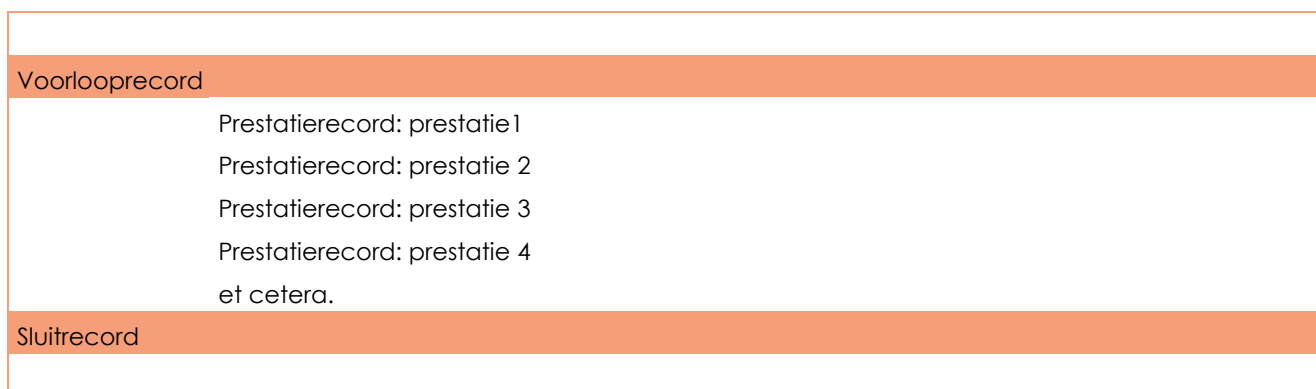 Voorlooprecord
Prestatierecord: prestatie1
Prestatierecord: prestatie 2
Prestatierecord: prestatie 3
Prestatierecord: prestatie 4
et cetera.
Sluitrecord